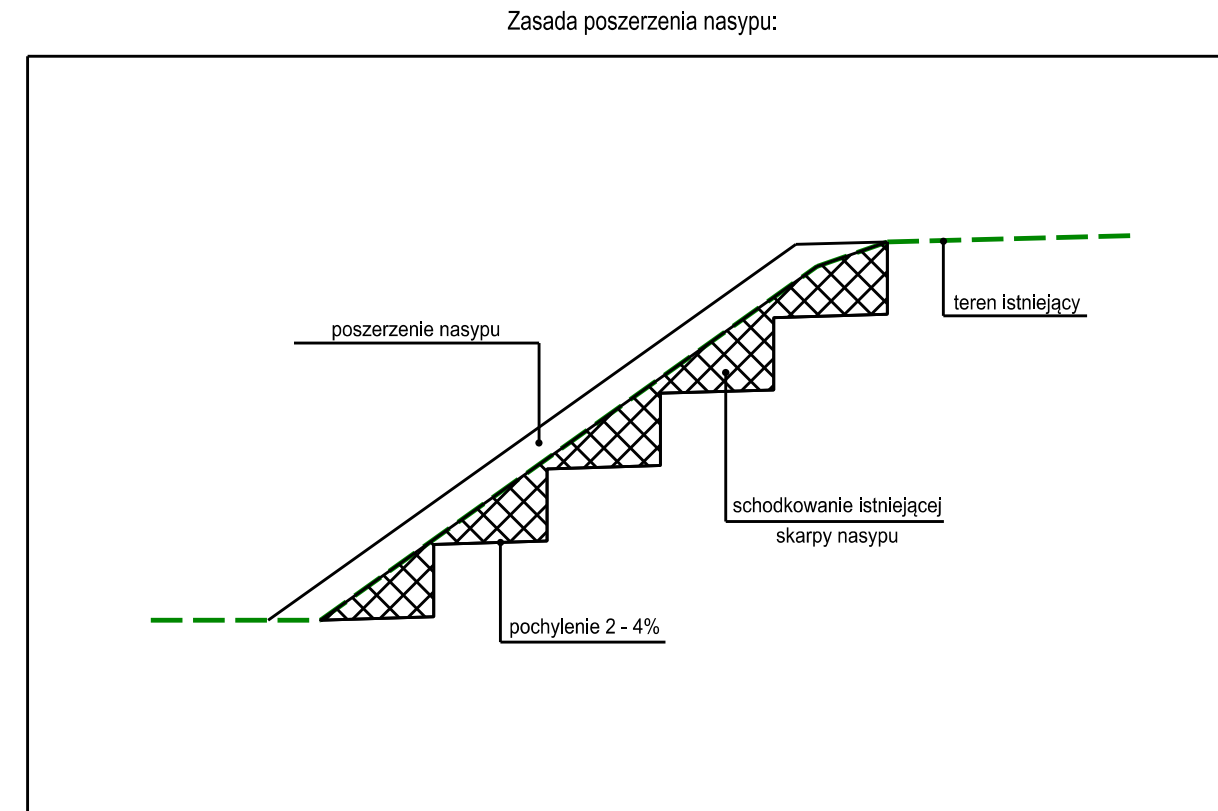 Zasada poszerzenia nasypu:
teren istniejący
poszerzenie nasypu
schodkowanie istniejącej
skarpy nasypu
pochylenie 2 - 4%